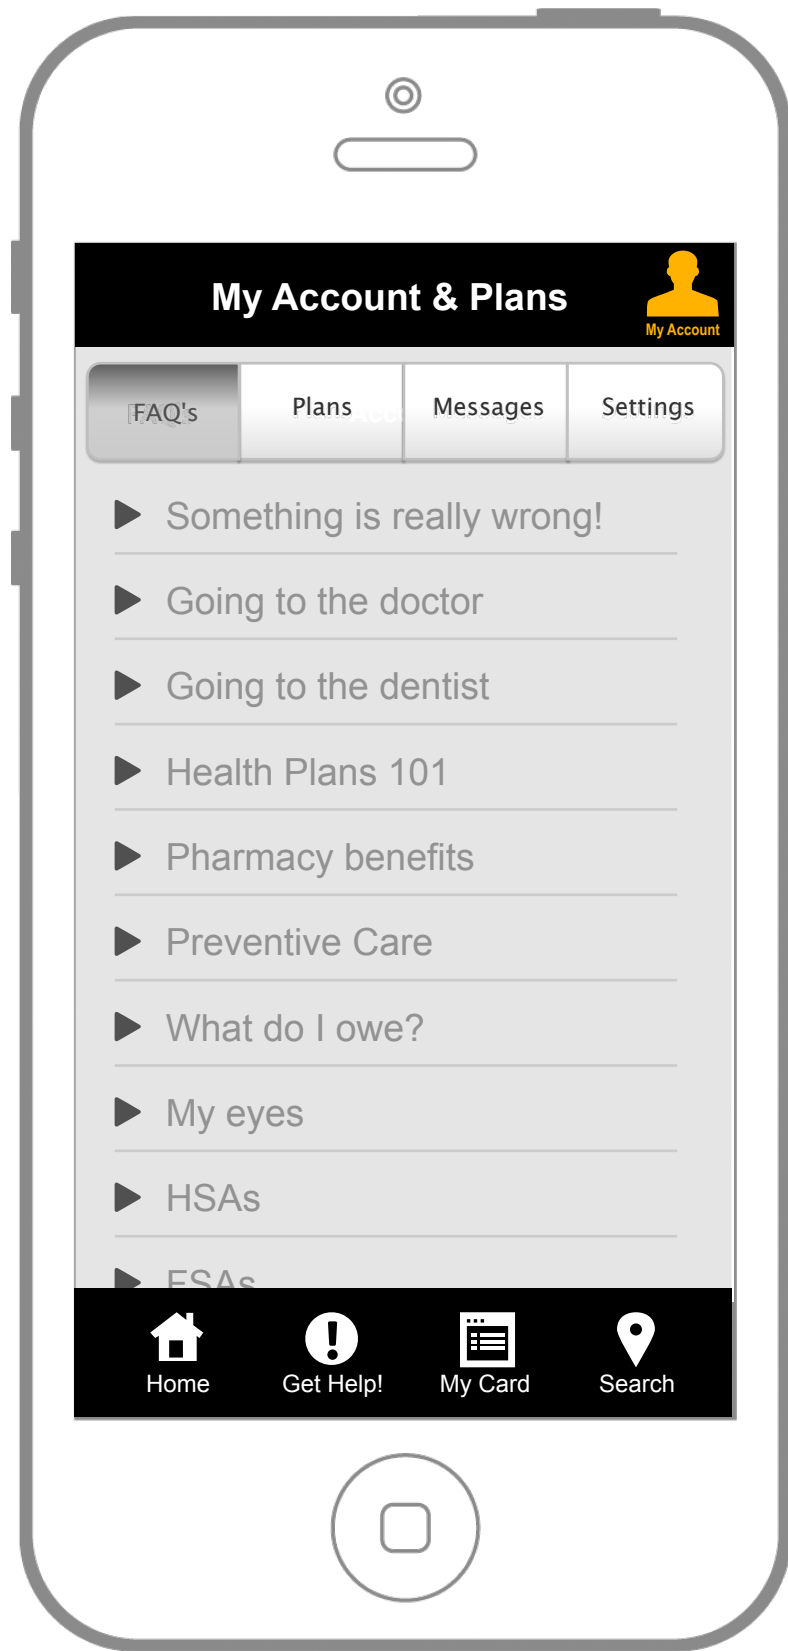 My Account & Plans
My Account
FAQ's
Plans
Messages
Settings
Something is really wrong!
Going to the doctor
Going to the dentist
Health Plans 101
Pharmacy benefits
Preventive Care
What do I owe?
My eyes
HSAs
FSAs
Home
Get Help!
My Card
Search